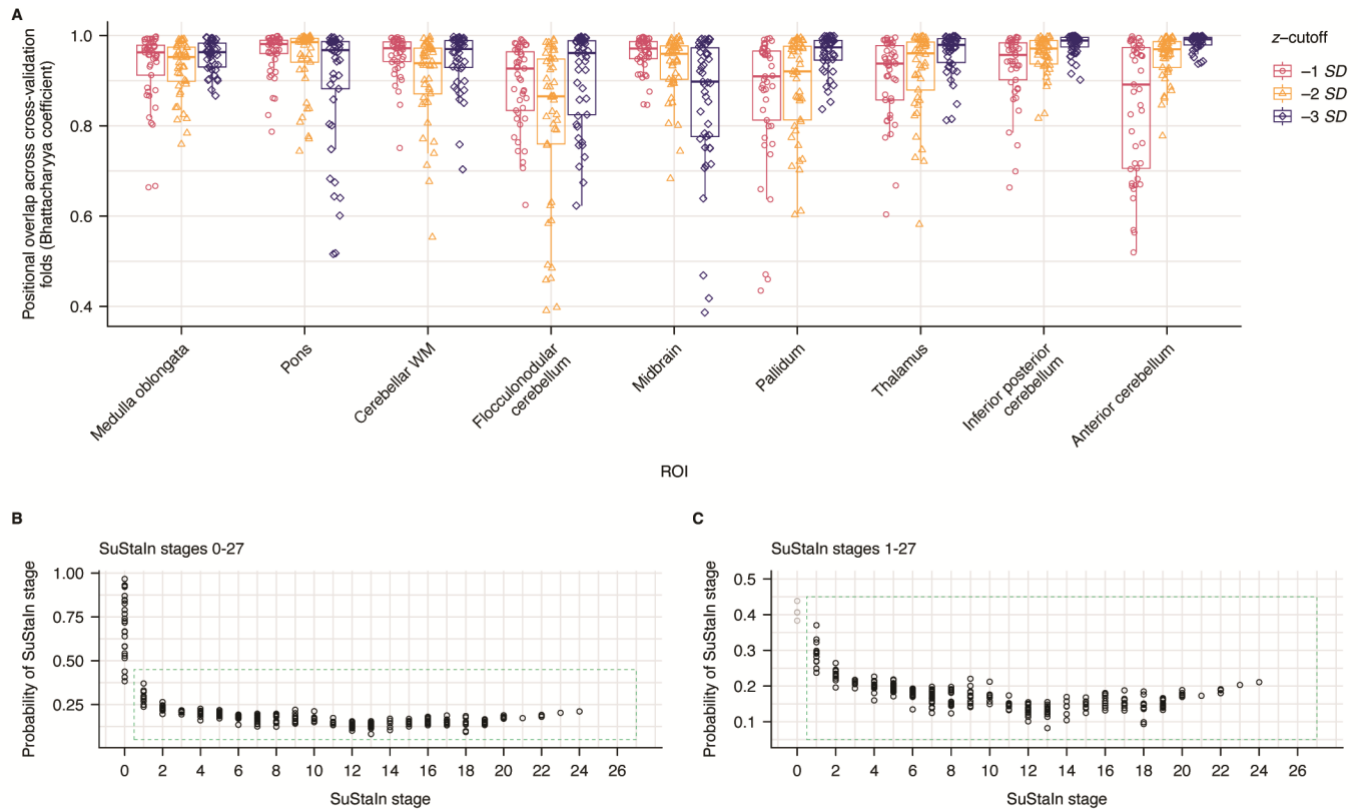 A
Positional overlap across cross-validation
folds (Bhattacharyya coefficient)
1.0
0.8
0.6
0.4
Medulla oblongata
Pons
Cerebellar WM
Flocculonodular
cerebellum
Midbrain
Pallidum
Thalamus
Inferior posterior
cerebellum
Anterior cerebellum
ROI
z-cutoff
−1 SD
−2 SD
−3 SD
B
SuStaIn stages 0-27
Probability of SuStaIn stage
1.00
0.75
0.50
0.25
0 2 4 6 8 10 12 14 16 18 20 22 24 26
SuStaIn stage
C
SuStaIn stages 1-27
Probability of SuStaIn stage
0.5
0.4
0.3
0.2
0.1
0 2 4 6 8 10 12 14 16 18 20 22 24 26
SuStaIn stage